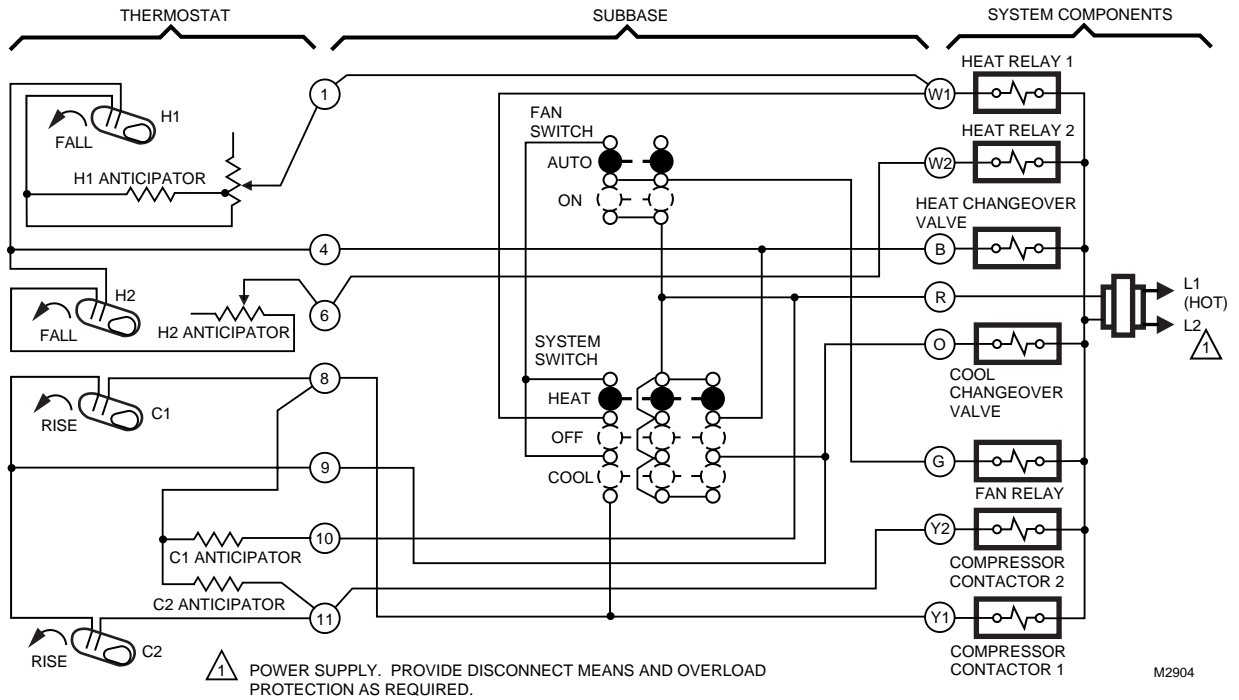 THERMOSTAT
SUBBASE
SYSTEM COMPONENTS
H1
FALL
H1 ANTICIPATOR
H2
FALL
H2 ANTICIPATOR
C1
RISE
C1 ANTICIPATOR
C2 ANTICIPATOR
C2
RISE
1
4
6
8
9
10
11
FAN
SWITCH
AUTO
ON
SYSTEM
SWITCH
HEAT
OFF
COOL
W1
W2
B
R
O
G
Y2
Y1
HEAT RELAY 1
HEAT RELAY 2
HEAT CHANGEOVER
VALVE
COOL
CHANGEOVER
VALVE
FAN RELAY
COMPRESSOR
CONTACTOR 2
COMPRESSOR
CONTACTOR 1
L1
(HOT)
L2
1
1 POWER SUPPLY. PROVIDE DISCONNECT MEANS AND OVERLOAD
PROTECTION AS REQUIRED.
M2904